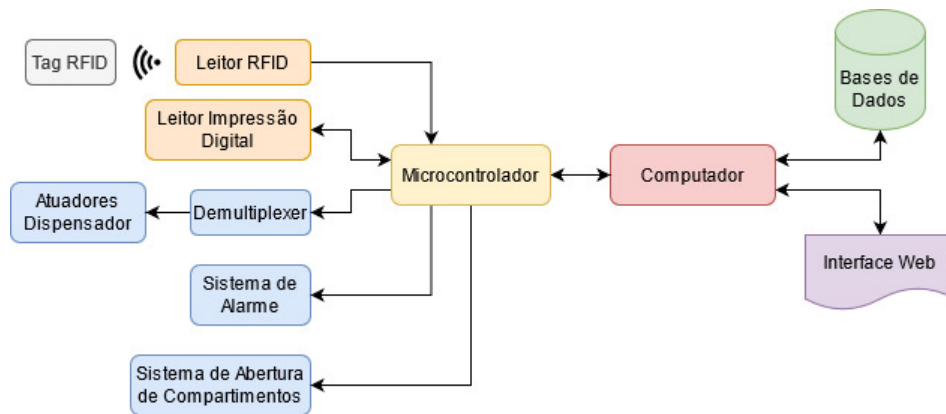 Tag RFID
Leitor RFID
Leitor Impressão
Digital
Atuadores
Dispensador
Demultiplexer
Sistema de
Alarme
Sistema de Abertura
de Compartimentos
Microcontrolador
Computador
Bases de
Dados
Interface Web